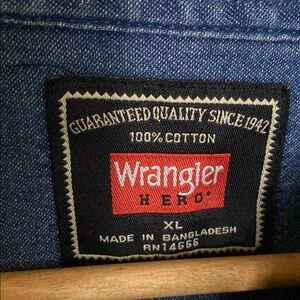 GUARANTEED QUALITY SINCE 1942
100% COTTON
Wrangler
HERO
XL
MADE IN BANGLADESH
RN14666